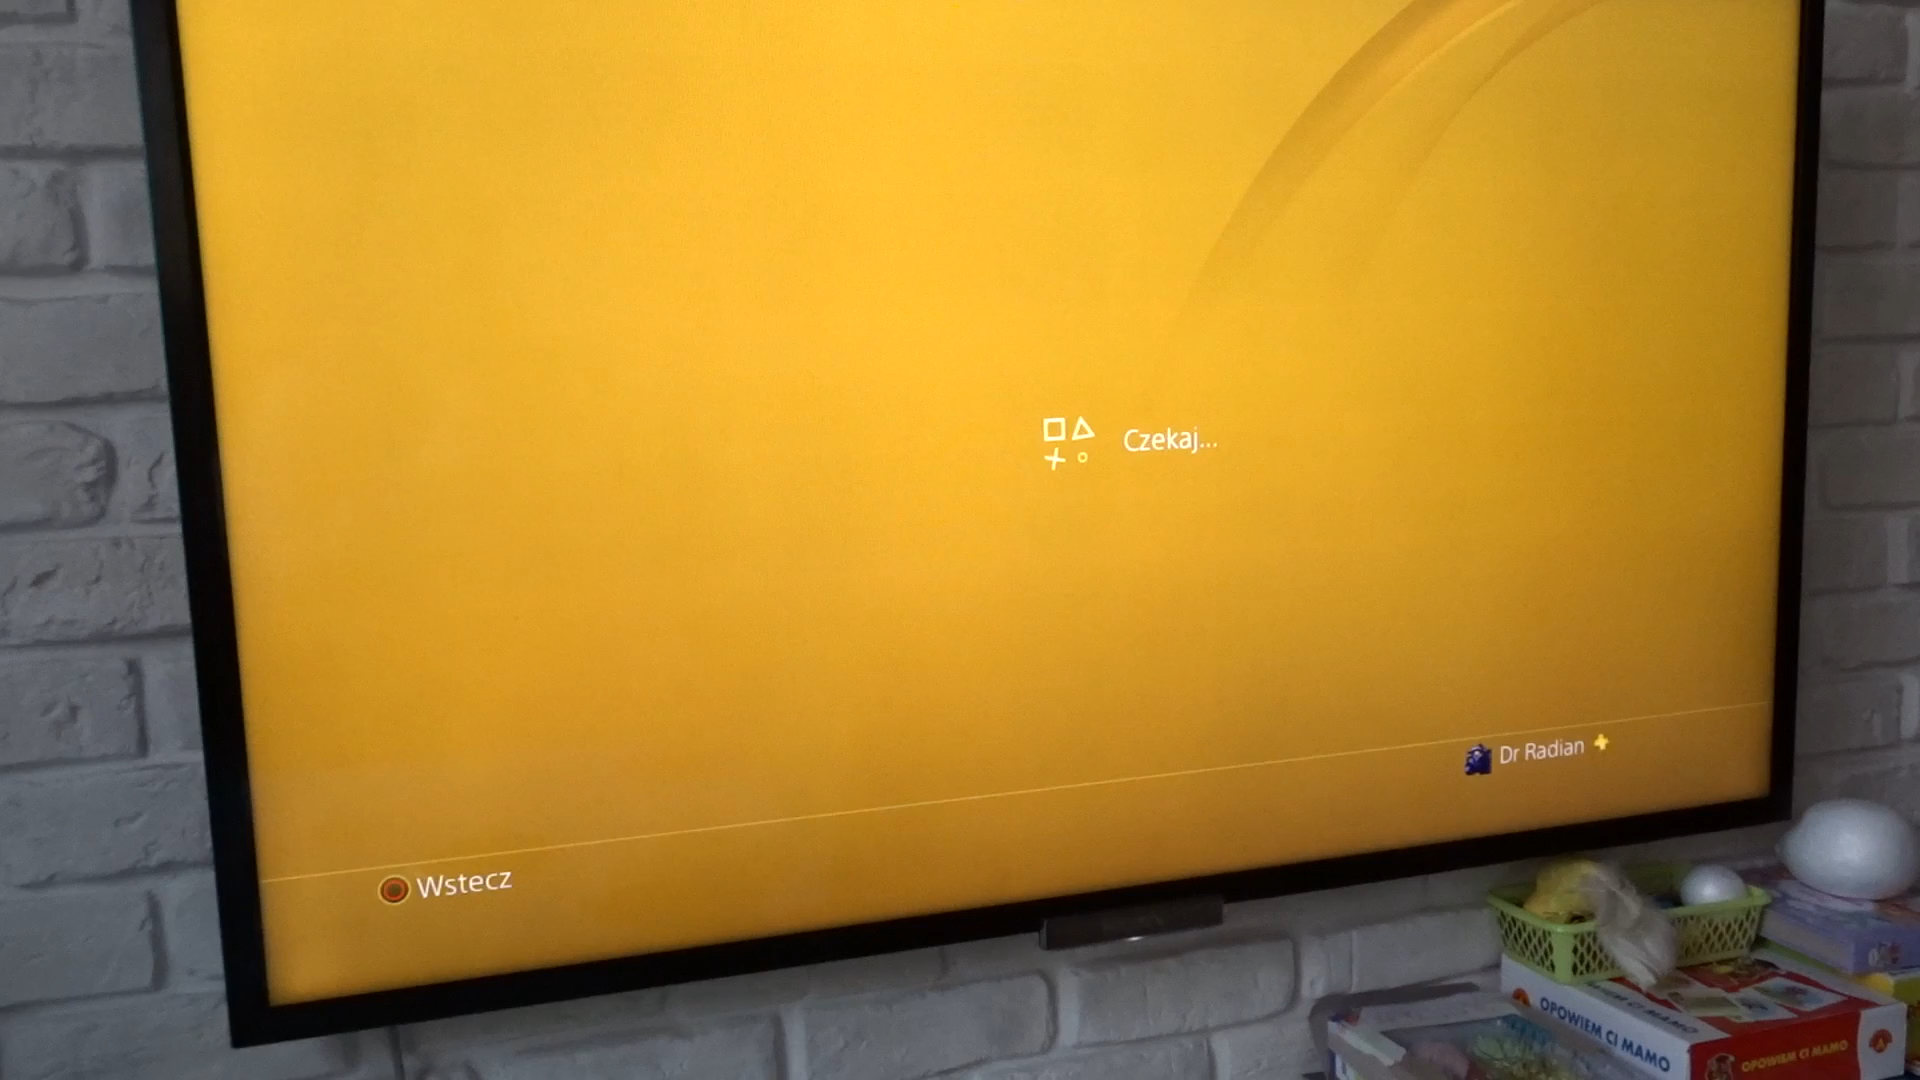 Czekaj...
Dr Radian
Wstecz
OPOWIEM CI MAMO
OPOWIEM CI MAMO
A